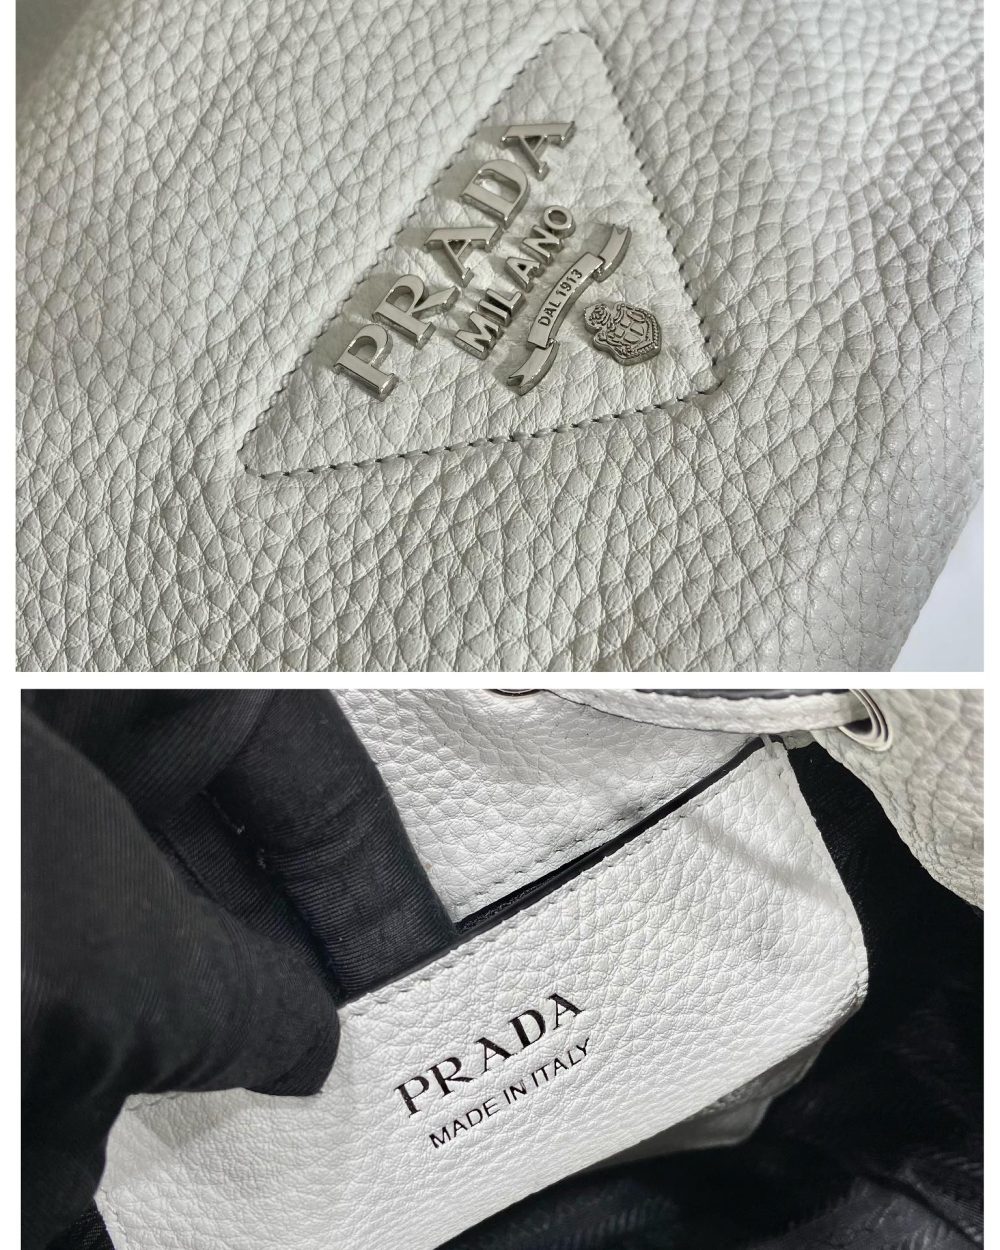 PRADA
MILANO
DAL 1913
PRADA
MADE IN ITALY